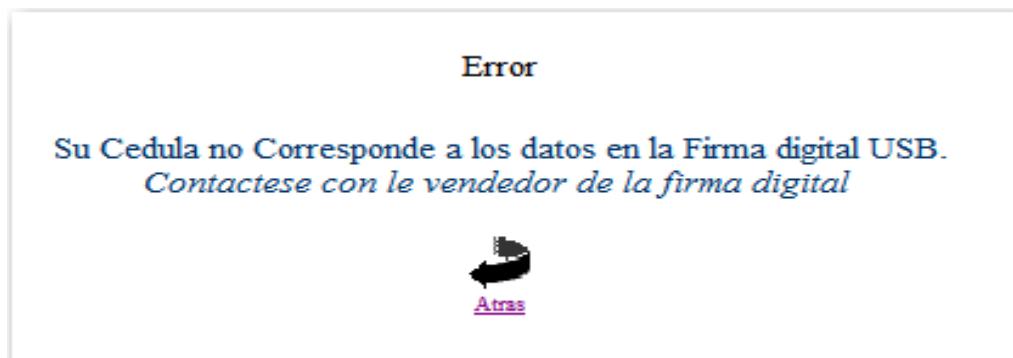 Error
Su Cedula no Corresponde a los datos en la Firma digital USB.
Contactese con le vendedor de la firma digital
Atras